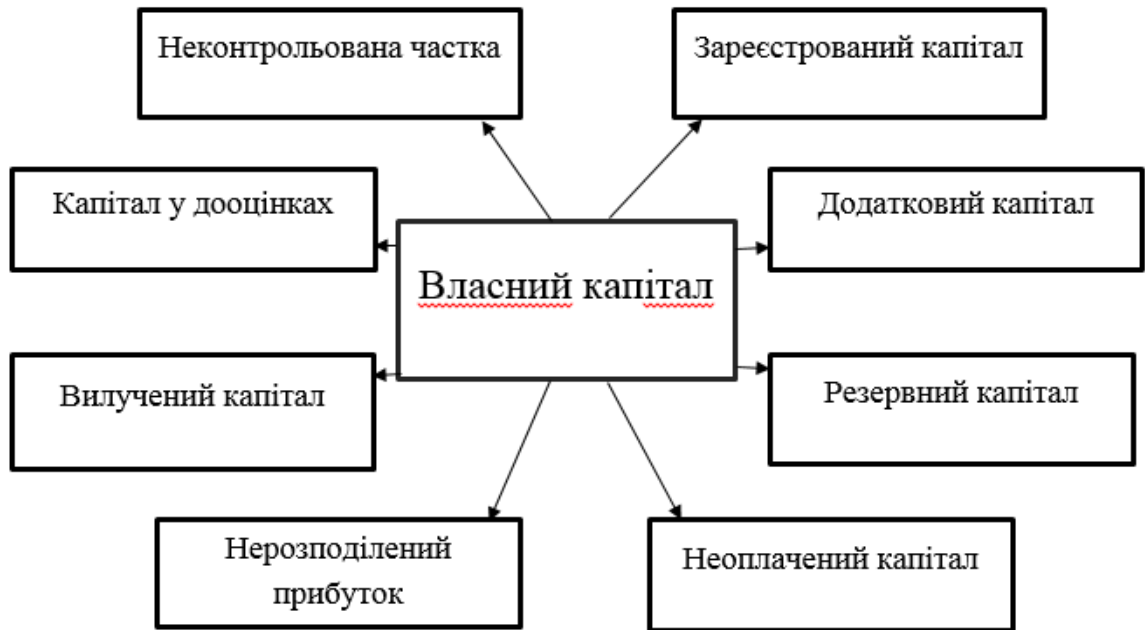 Неконтрольована частка
Зареєстрований капітал
Капітал у дооцінках
Додатковий капітал
Власний капітал
Вилучений капітал
Резервний капітал
Нерозподілений
прибуток
Неоплачений капітал